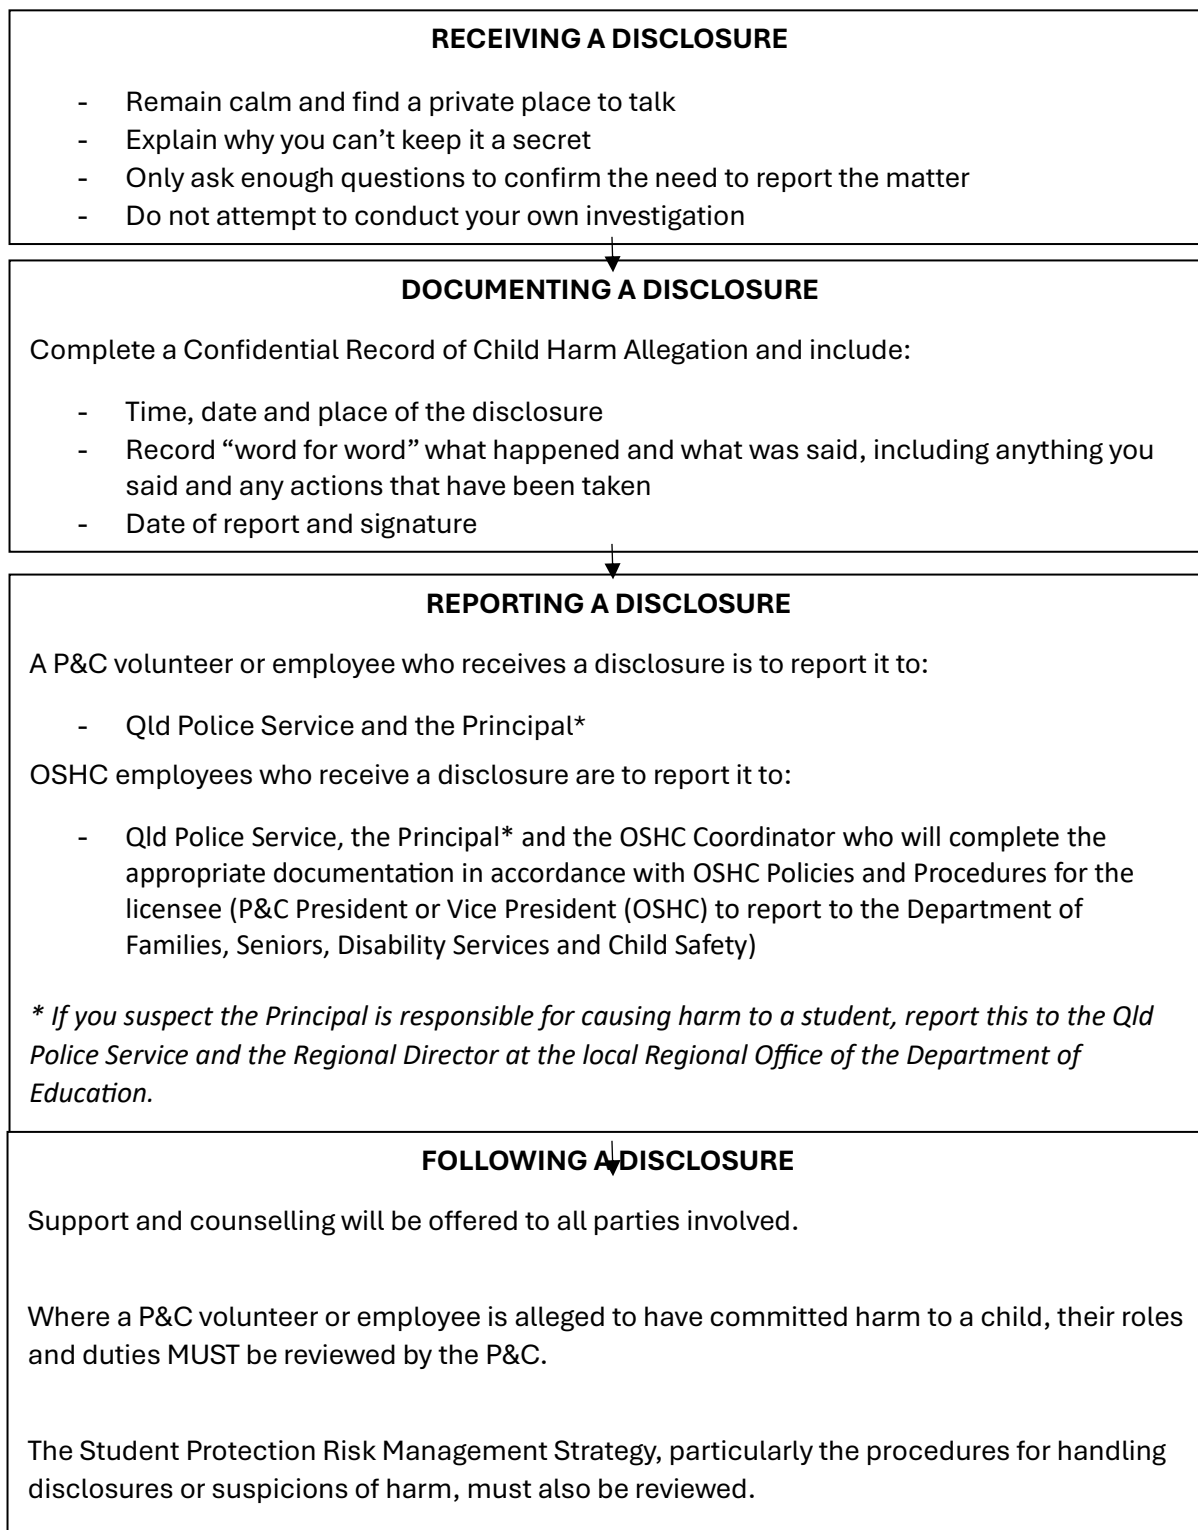 RECEIVING A DISCLOSURE
- Remain calm and find a private place to talk
- Explain why you can’t keep it a secret
- Only ask enough questions to confirm the need to report the matter
- Do not attempt to conduct your own investigation
DOCUMENTING A DISCLOSURE
Complete a Confidential Record of Child Harm Allegation and include:
- Time, date and place of the disclosure
- Record “word for word” what happened and what was said, including anything you
said and any actions that have been taken
- Date of report and signature
REPORTING A DISCLOSURE
A P&C volunteer or employee who receives a disclosure is to report it to:
- Qld Police Service and the Principal*
OSHC employees who receive a disclosure are to report it to:
- Qld Police Service, the Principal* and the OSHC Coordinator who will complete the
appropriate documentation in accordance with OSHC Policies and Procedures for the
licensee (P&C President or Vice President (OSHC) to report to the Department of
Families, Seniors, Disability Services and Child Safety)
* If you suspect the Principal is responsible for causing harm to a student, report this to the Qld
Police Service and the Regional Director at the local Regional Office of the Department of
Education.
FOLLOWING A DISCLOSURE
Support and counselling will be offered to all parties involved.
Where a P&C volunteer or employee is alleged to have committed harm to a child, their roles
and duties MUST be reviewed by the P&C.
The Student Protection Risk Management Strategy, particularly the procedures for handling
disclosures or suspicions of harm, must also be reviewed.